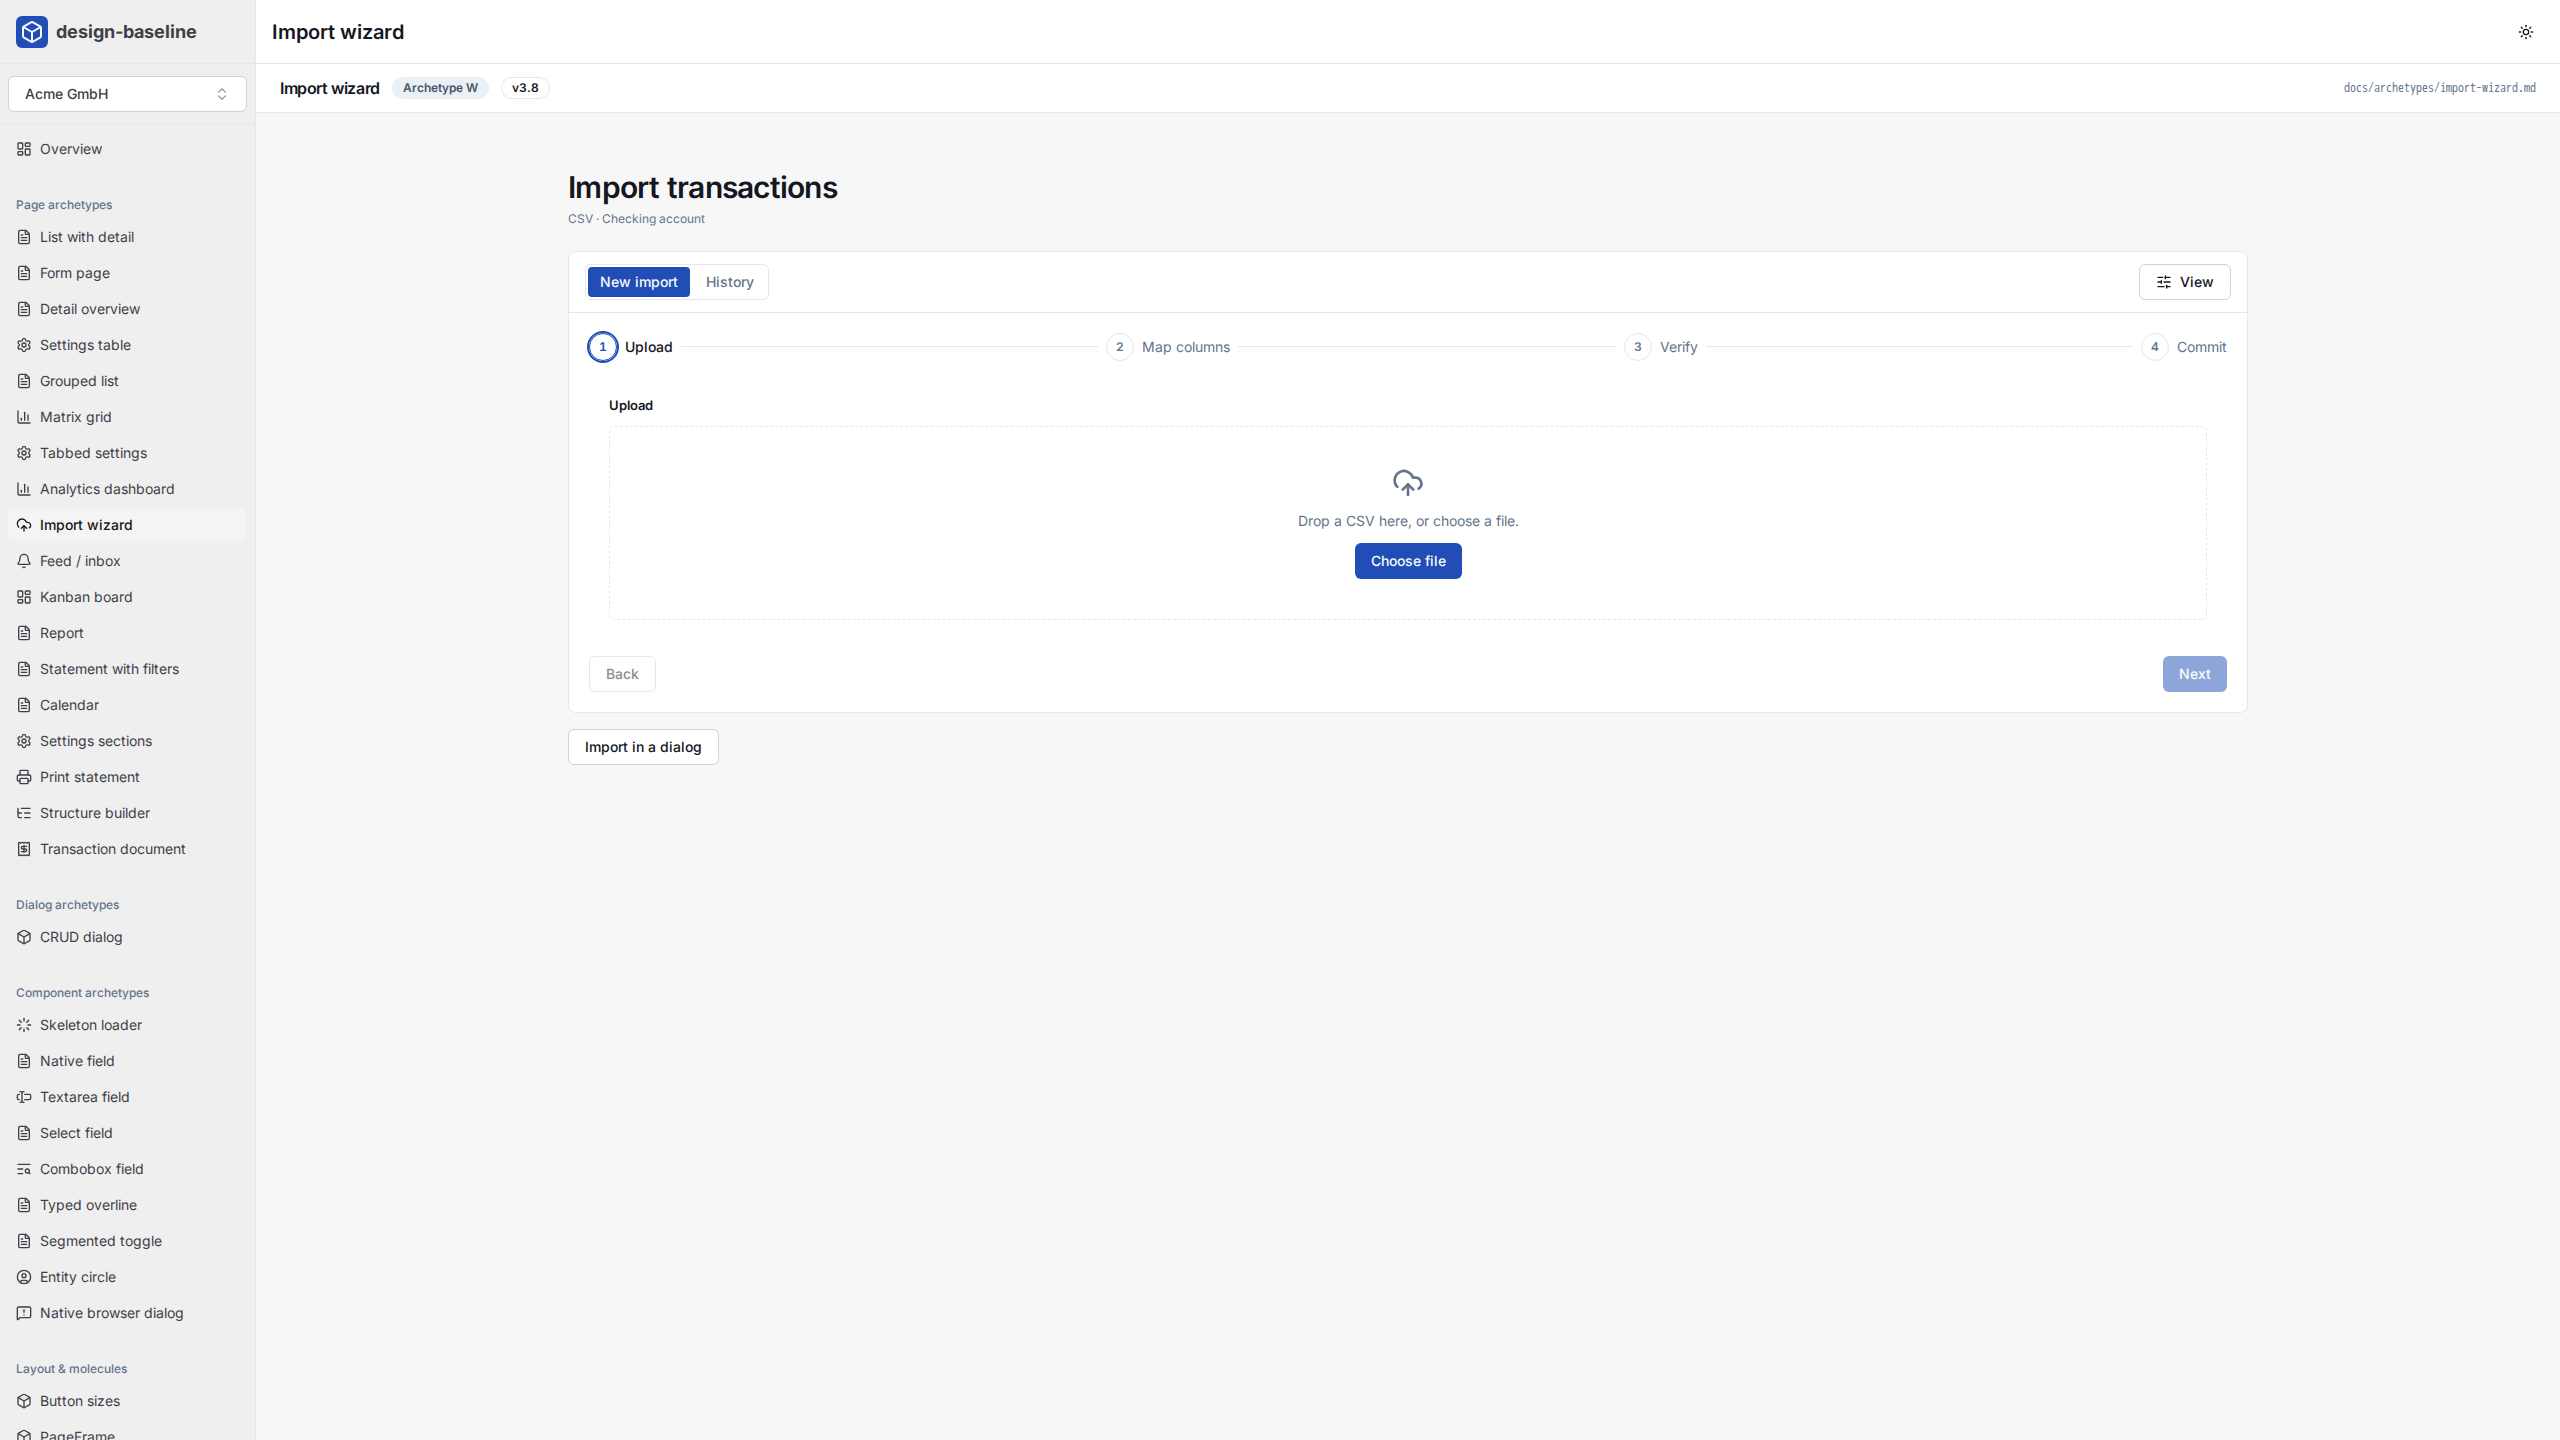 design-baseline
Import wizard
Acme GmbH
Import wizard
Archetype W
v3.8
docs/archetypes/import-wizard.md
Overview
Page archetypes
List with detail
Form page
Detail overview
Settings table
Grouped list
Matrix grid
Tabbed settings
Analytics dashboard
Import wizard
Feed / inbox
Kanban board
Report
Statement with filters
Calendar
Settings sections
Print statement
Structure builder
Transaction document
Dialog archetypes
CRUD dialog
Component archetypes
Skeleton loader
Native field
Textarea field
Select field
Combobox field
Typed overline
Segmented toggle
Entity circle
Native browser dialog
Layout & molecules
Button sizes
PageFrame
Import transactions
CSV · Checking account
New import
History
View
1 Upload
2 Map columns
3 Verify
4 Commit
Upload
Drop a CSV here, or choose a file.
Choose file
Back
Next
Import in a dialog